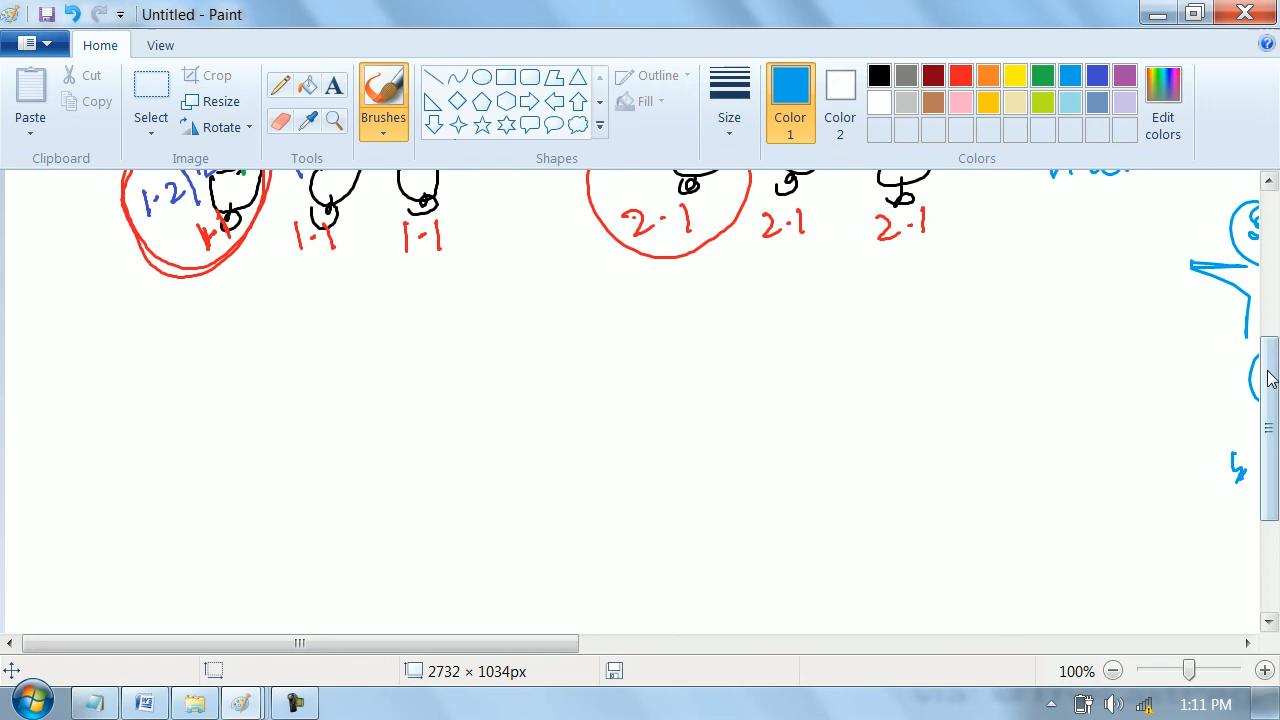 Untitled - Paint
Home View
Paste
Cut
Copy
Clipboard
Select
Crop
Resize
Rotate
Image
Tools
Brushes
Outline
Fill
Shapes
Size
Color 1
Color 2
Edit colors
Colors
1.2
1.1 1.1 1.1 2.1 2.1 2.1
2732 × 1034px
100%
1:11 PM